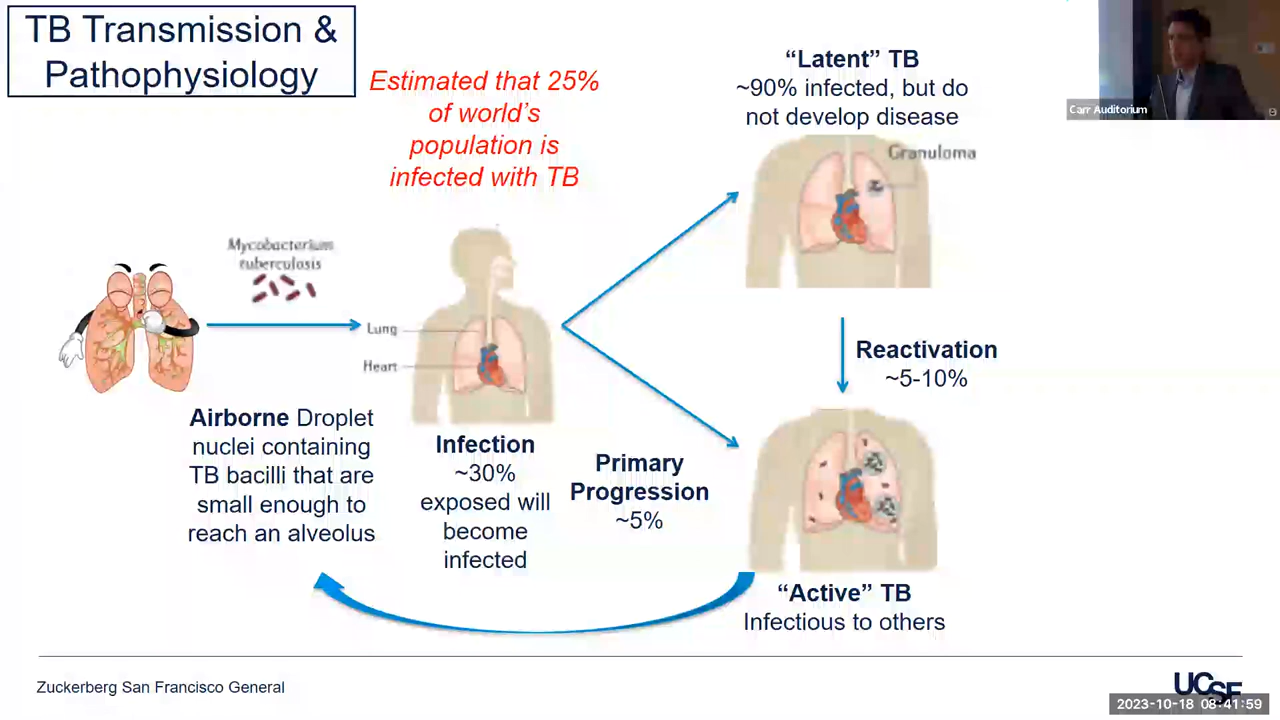 TB Transmission &
Pathophysiology
Estimated that 25%
of world's
population is
infected with TB
"Latent" TB
~90% infected, but do
not develop disease
Carr Auditorium
Granuloma
Mycobacterium
tuberculosis
Lung
Heart
Reactivation
~5-10%
Airborne Droplet
nuclei containing
TB bacilli that are
small enough to
reach an alveolus
Infection
~30%
exposed will
become
infected
Primary
Progression
~5%
"Active" TB
Infectious to others
Zuckerberg San Francisco General
UCSF
2023-10-18 08:41:59